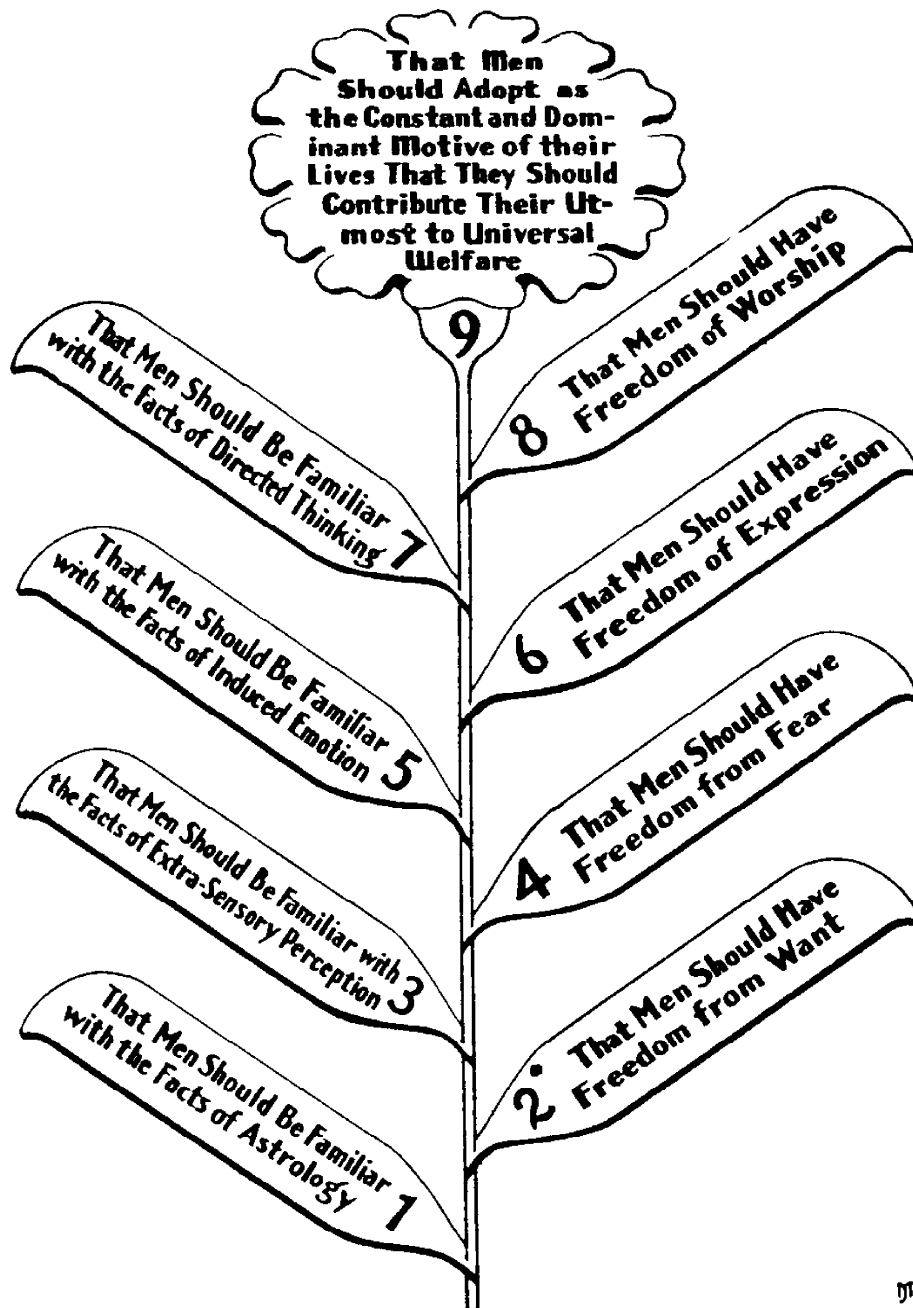 That Men
Should Adopt as
the Constant and Dom-
inant Motive of their
Lives That They Should
Contribute Their Ut-
most to Universal
Welfare
9
That Men Should Have
Freedom of Worship
8
That Men Should Be Familiar
with the Facts of Directed Thinking
7
That Men Should Have
Freedom of Expression
6
That Men Should Be Familiar
with the Facts of Induced Emotion
5
That Men Should Have
Freedom from Fear
4
That Men Should Be Familiar with
the Facts of Extra-Sensory Perception
3
That Men Should Have
Freedom from Want
2
That Men Should Be Familiar
with the Facts of Astrology
1